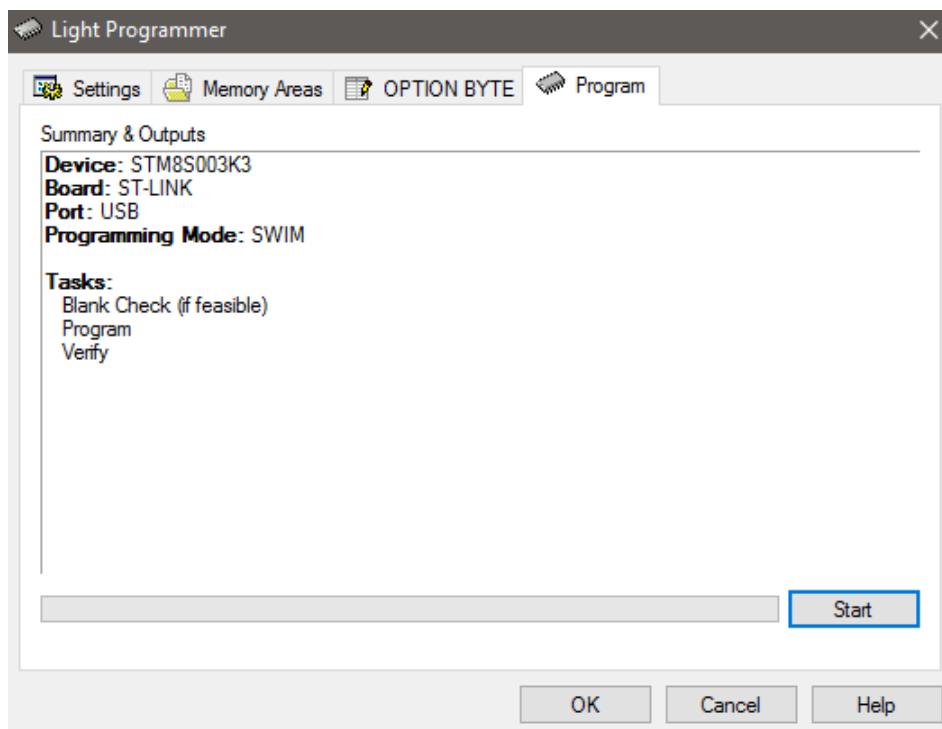 Light Programmer
Settings Memory Areas OPTION BYTE Program
Summary & Outputs
Device: STM8S003K3
Board: ST-LINK
Port: USB
Programming Mode: SWIM
Tasks:
Blank Check (if feasible)
Program
Verify
Start
OK Cancel Help